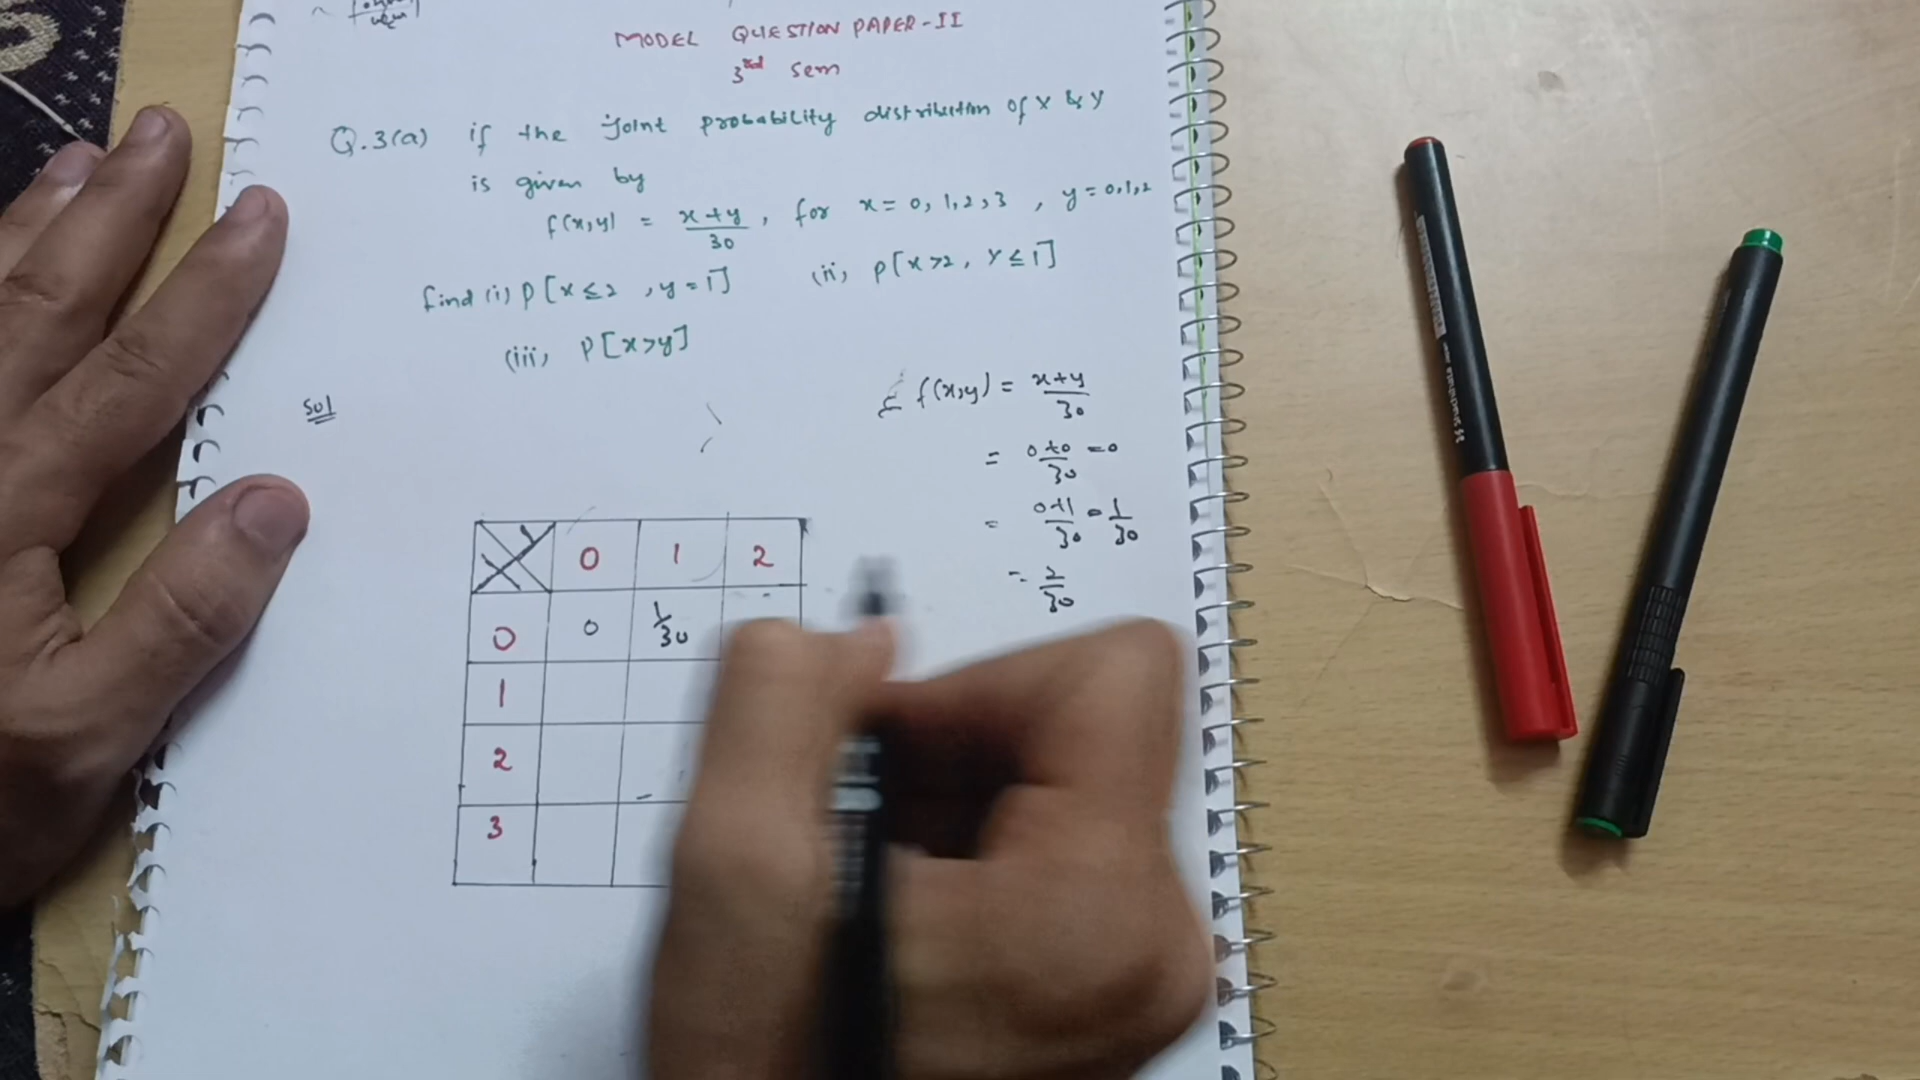 MODEL QUESTION PAPER-II
3rd sem
Q.3(a) if the joint probability distribution of x & y
is given by
f(x,y) = x+y/30, for x = 0, 1, 2, 3 , y = 0,1,2
find (i) P[x ≤ 2 , y = 1] (ii) P[x >2 , Y ≤ 1]
(iii) P[x>y]
Sol
f(x,y) = x+y/30
= 0+0/30 = 0
= 0+1/30 = 1/30
= 2/30
X Y 0 1 2
0 0 1/30
1
2
3